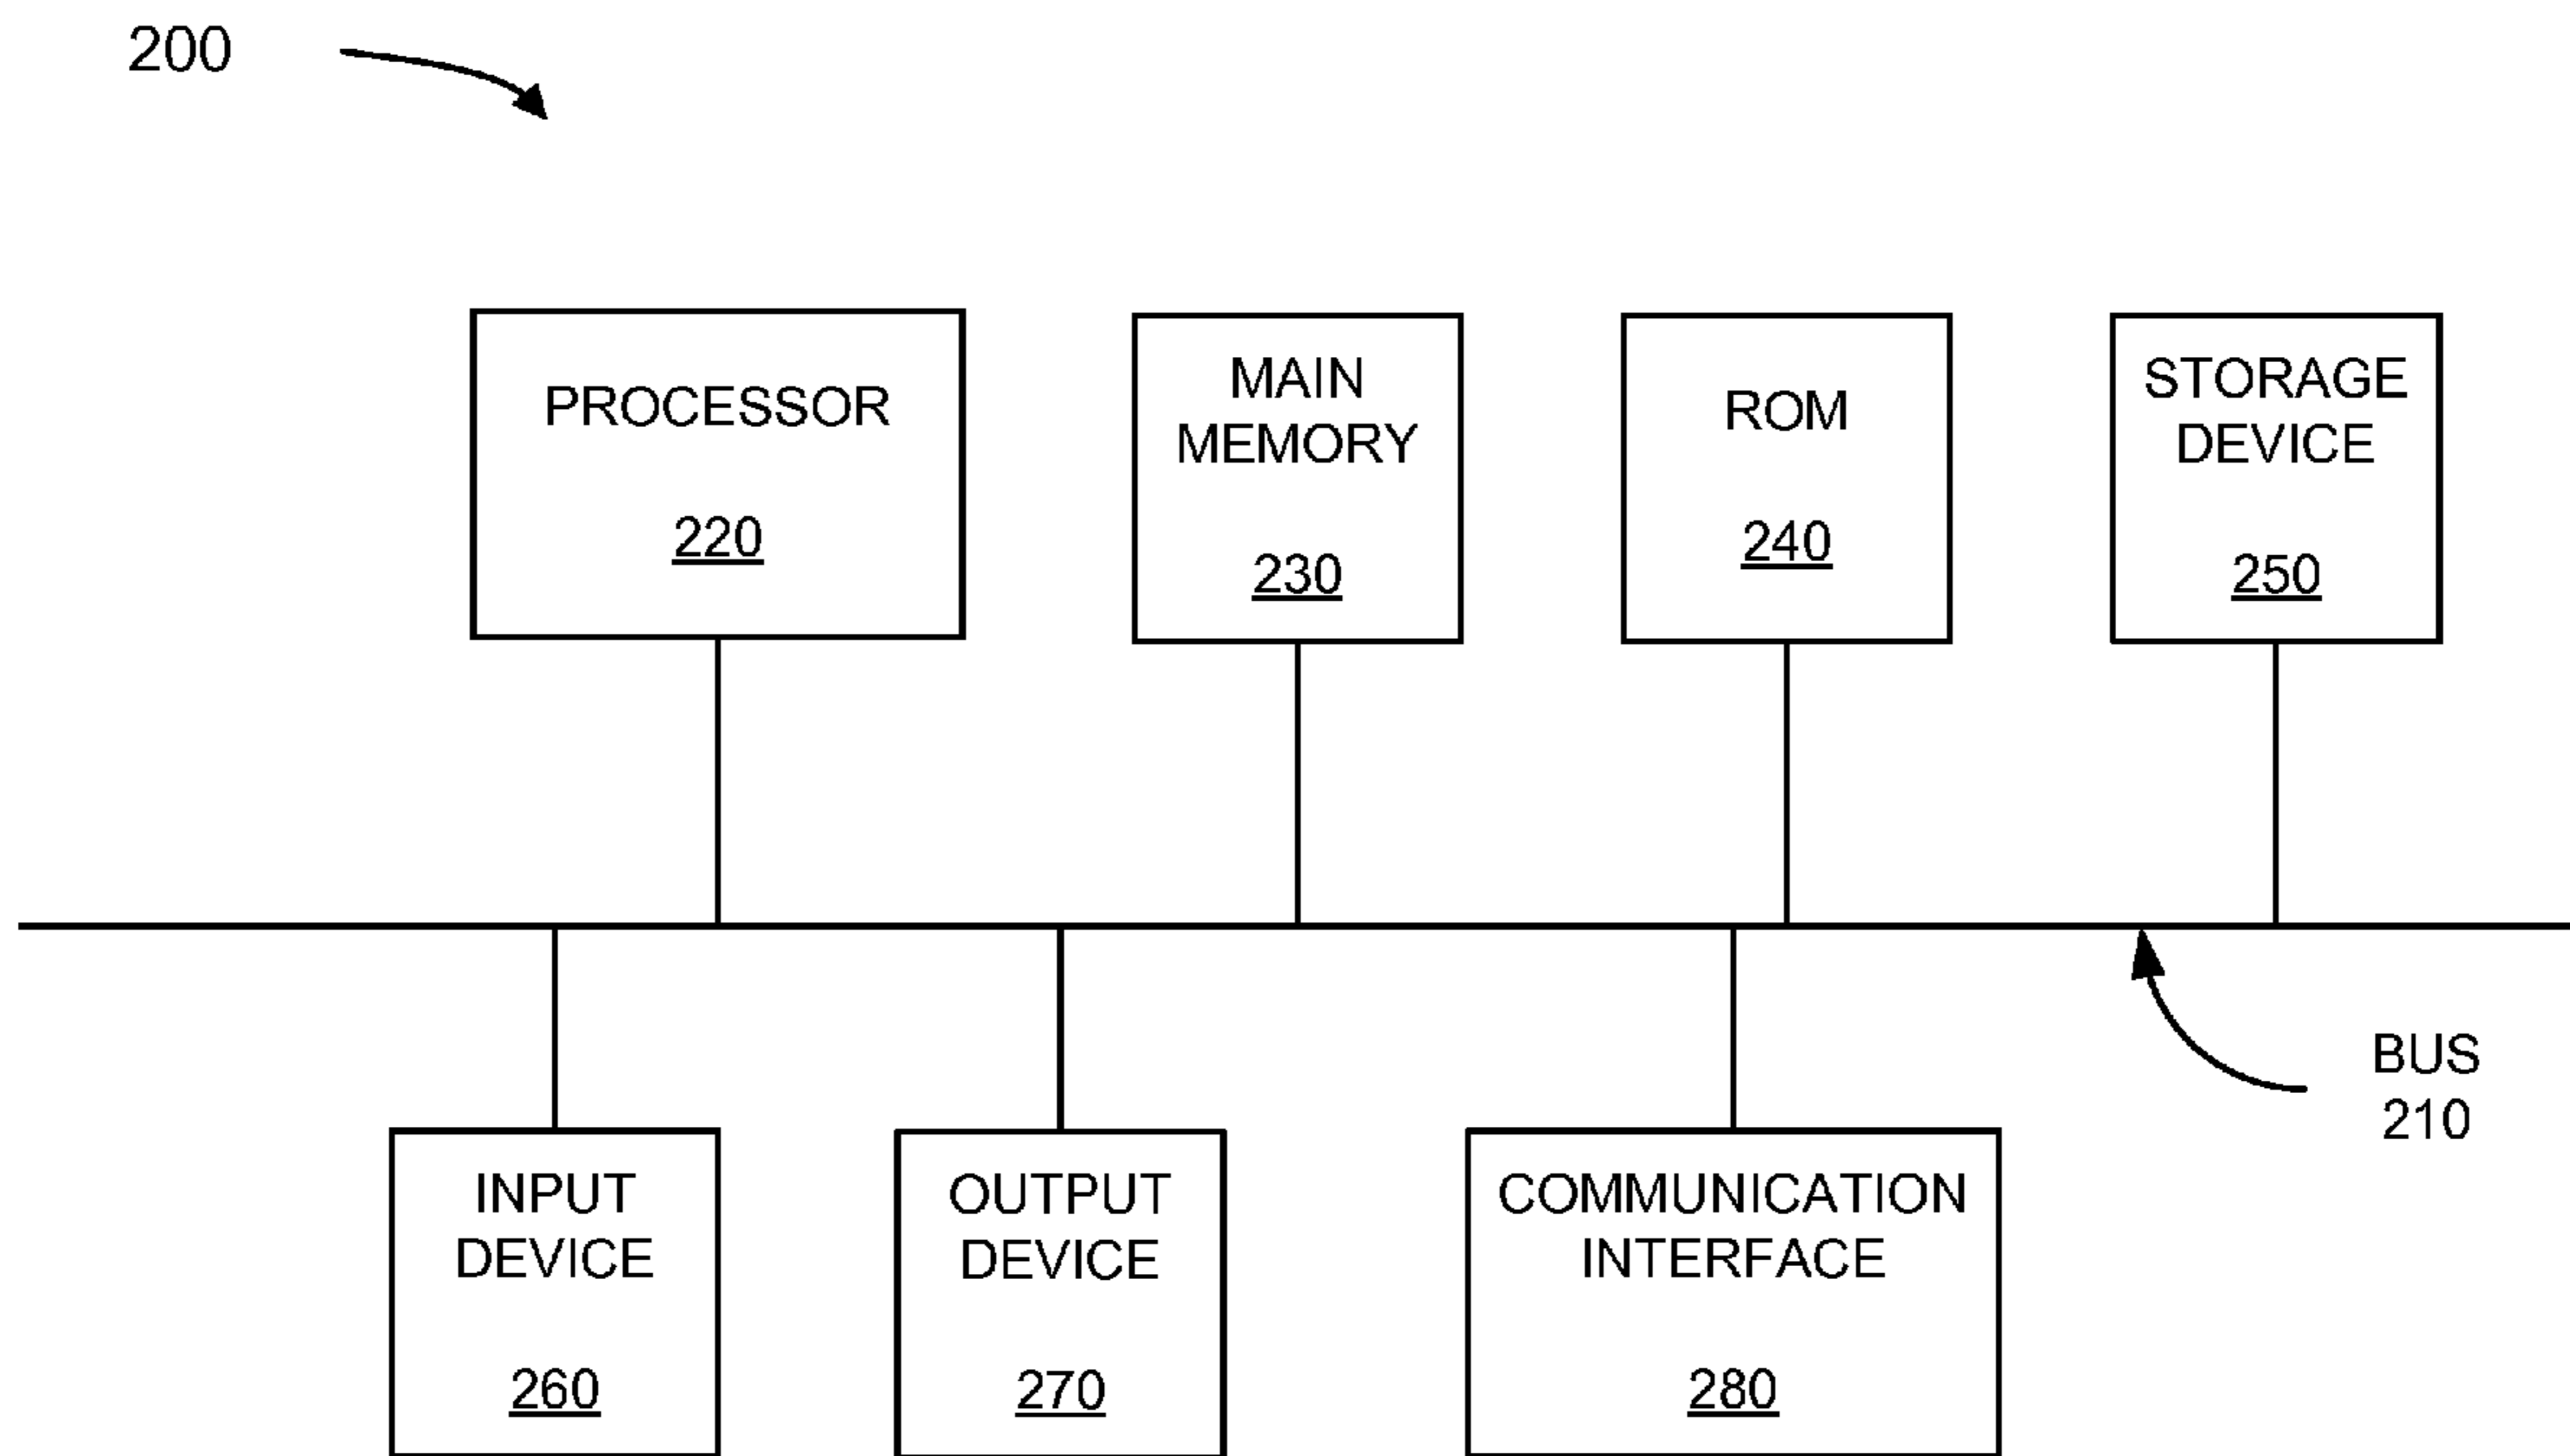 200
PROCESSOR
220
MAIN
MEMORY
230
ROM
240
STORAGE
DEVICE
250
BUS
210
INPUT
DEVICE
260
OUTPUT
DEVICE
270
COMMUNICATION
INTERFACE
280